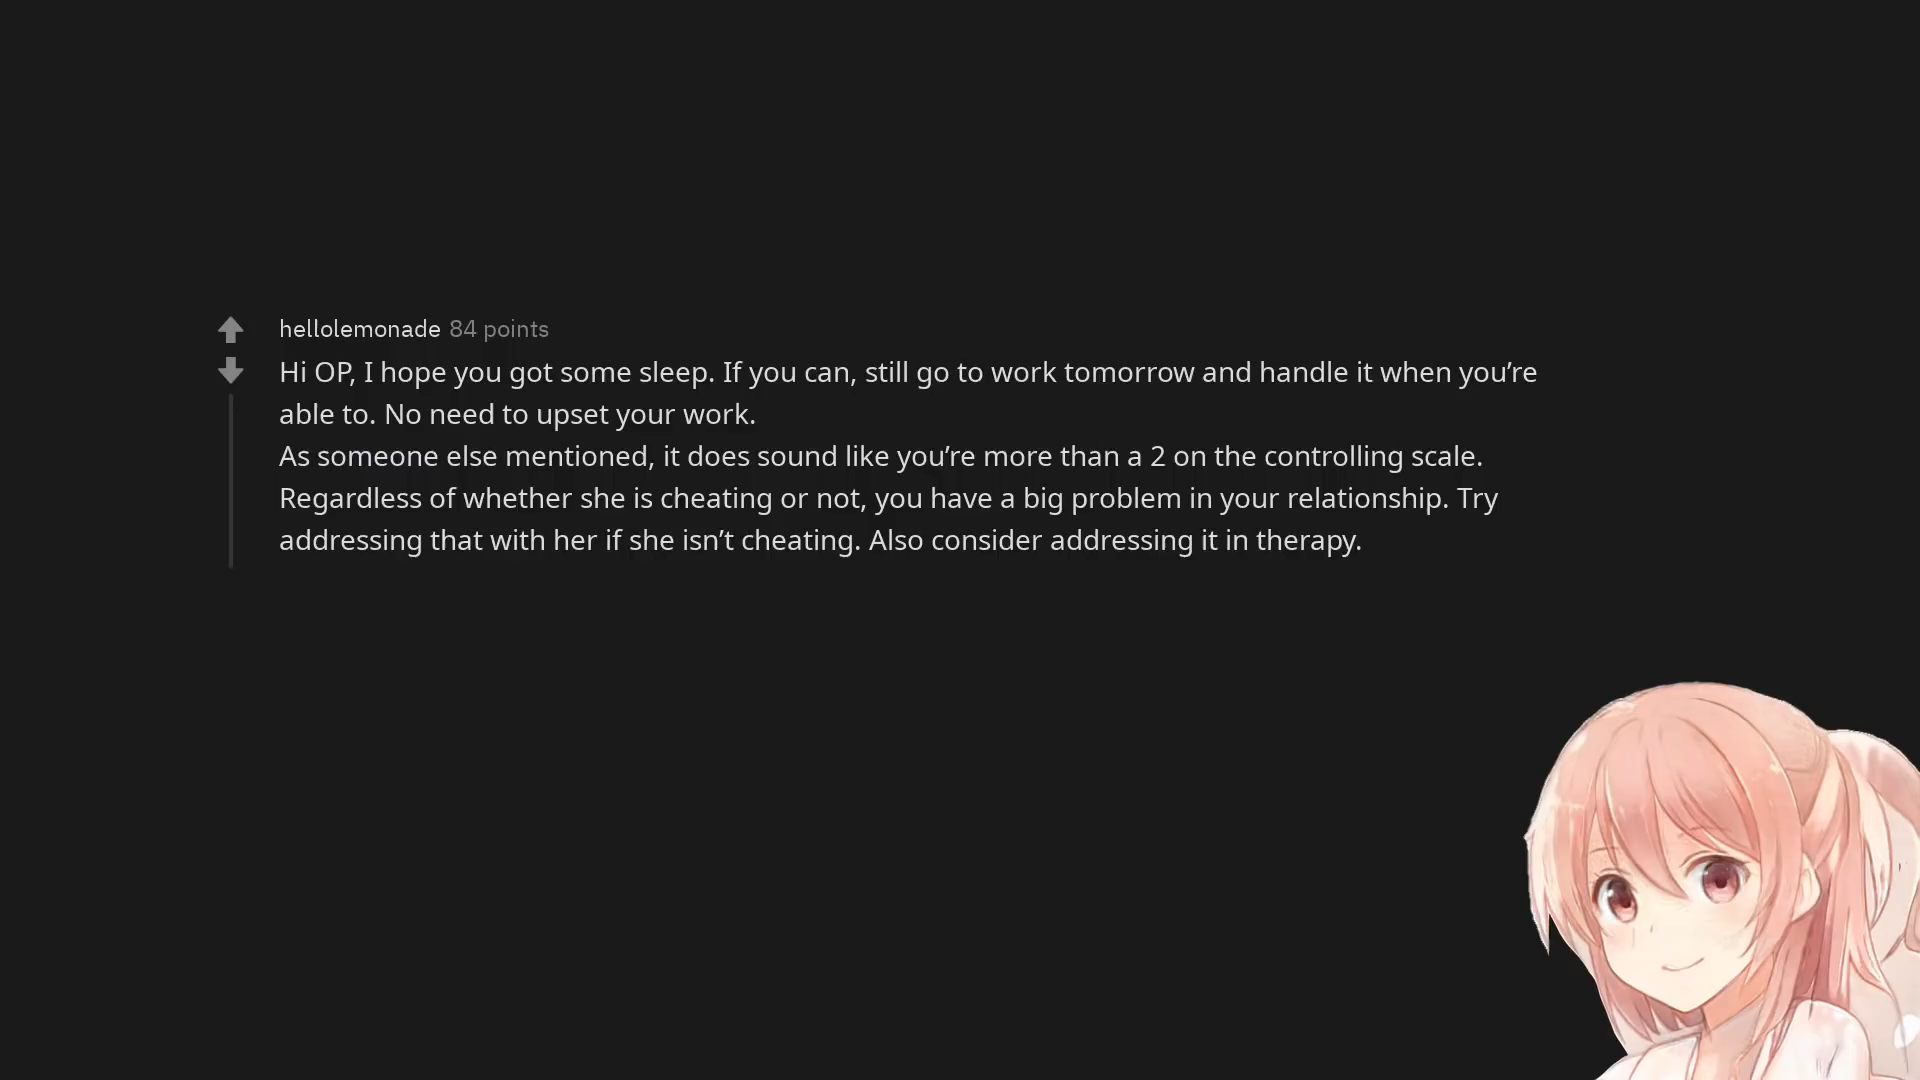 hellolemonade 84 points
Hi OP, I hope you got some sleep. If you can, still go to work tomorrow and handle it when you’re
able to. No need to upset your work.
As someone else mentioned, it does sound like you’re more than a 2 on the controlling scale.
Regardless of whether she is cheating or not, you have a big problem in your relationship. Try
addressing that with her if she isn’t cheating. Also consider addressing it in therapy.